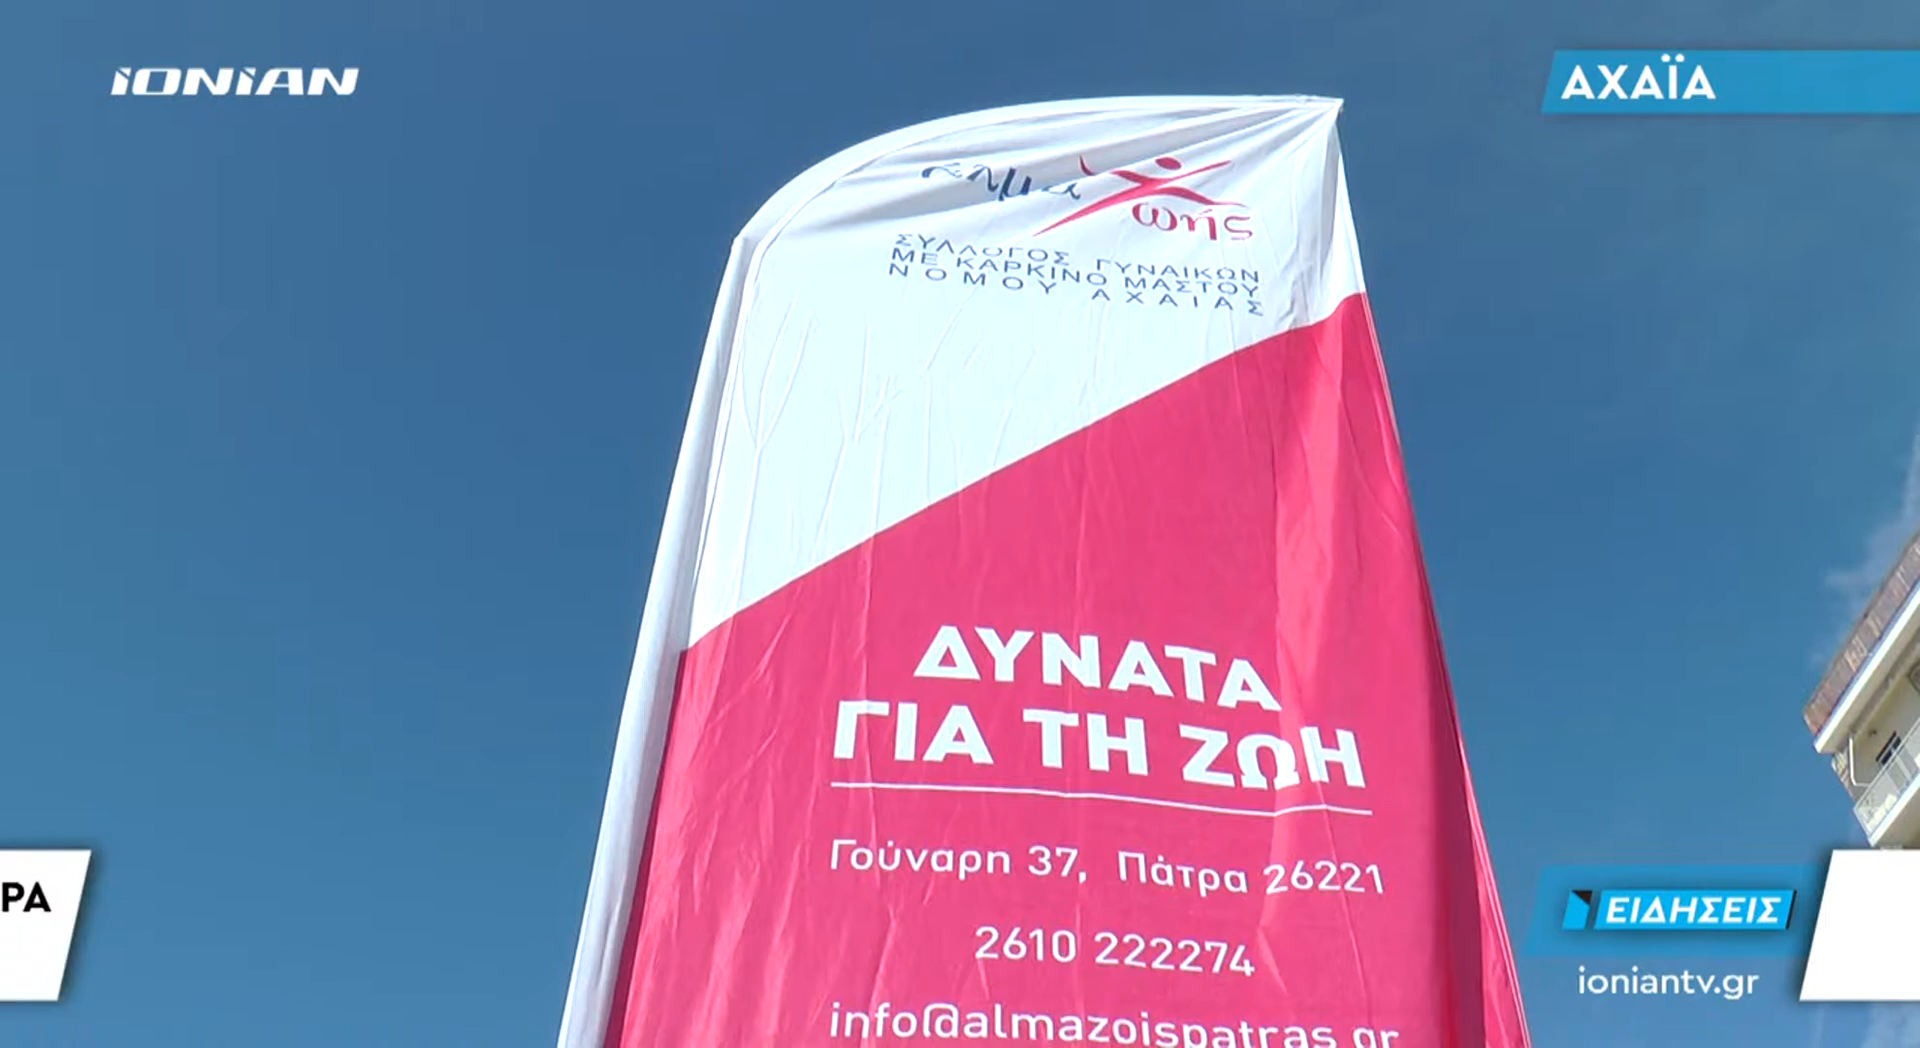 IONIAN
ΑΧΑΪΑ
άλμα
ζωής
ΣΥΛΛΟΓΟΣ ΓΥΝΑΙΚΩΝ
ΜΕ ΚΑΡΚΙΝΟ ΜΑΣΤΟΥ
ΝΟΜΟΥ ΑΧΑΙΑΣ
ΔΥΝΑΤΑ
ΓΙΑ ΤΗ ΖΩΗ
Γούναρη 37, Πάτρα 26221
2610 222274
info@almazoispatras.gr
ΡΑ
ΕΙΔΗΣΕΙΣ
ioniantv.gr